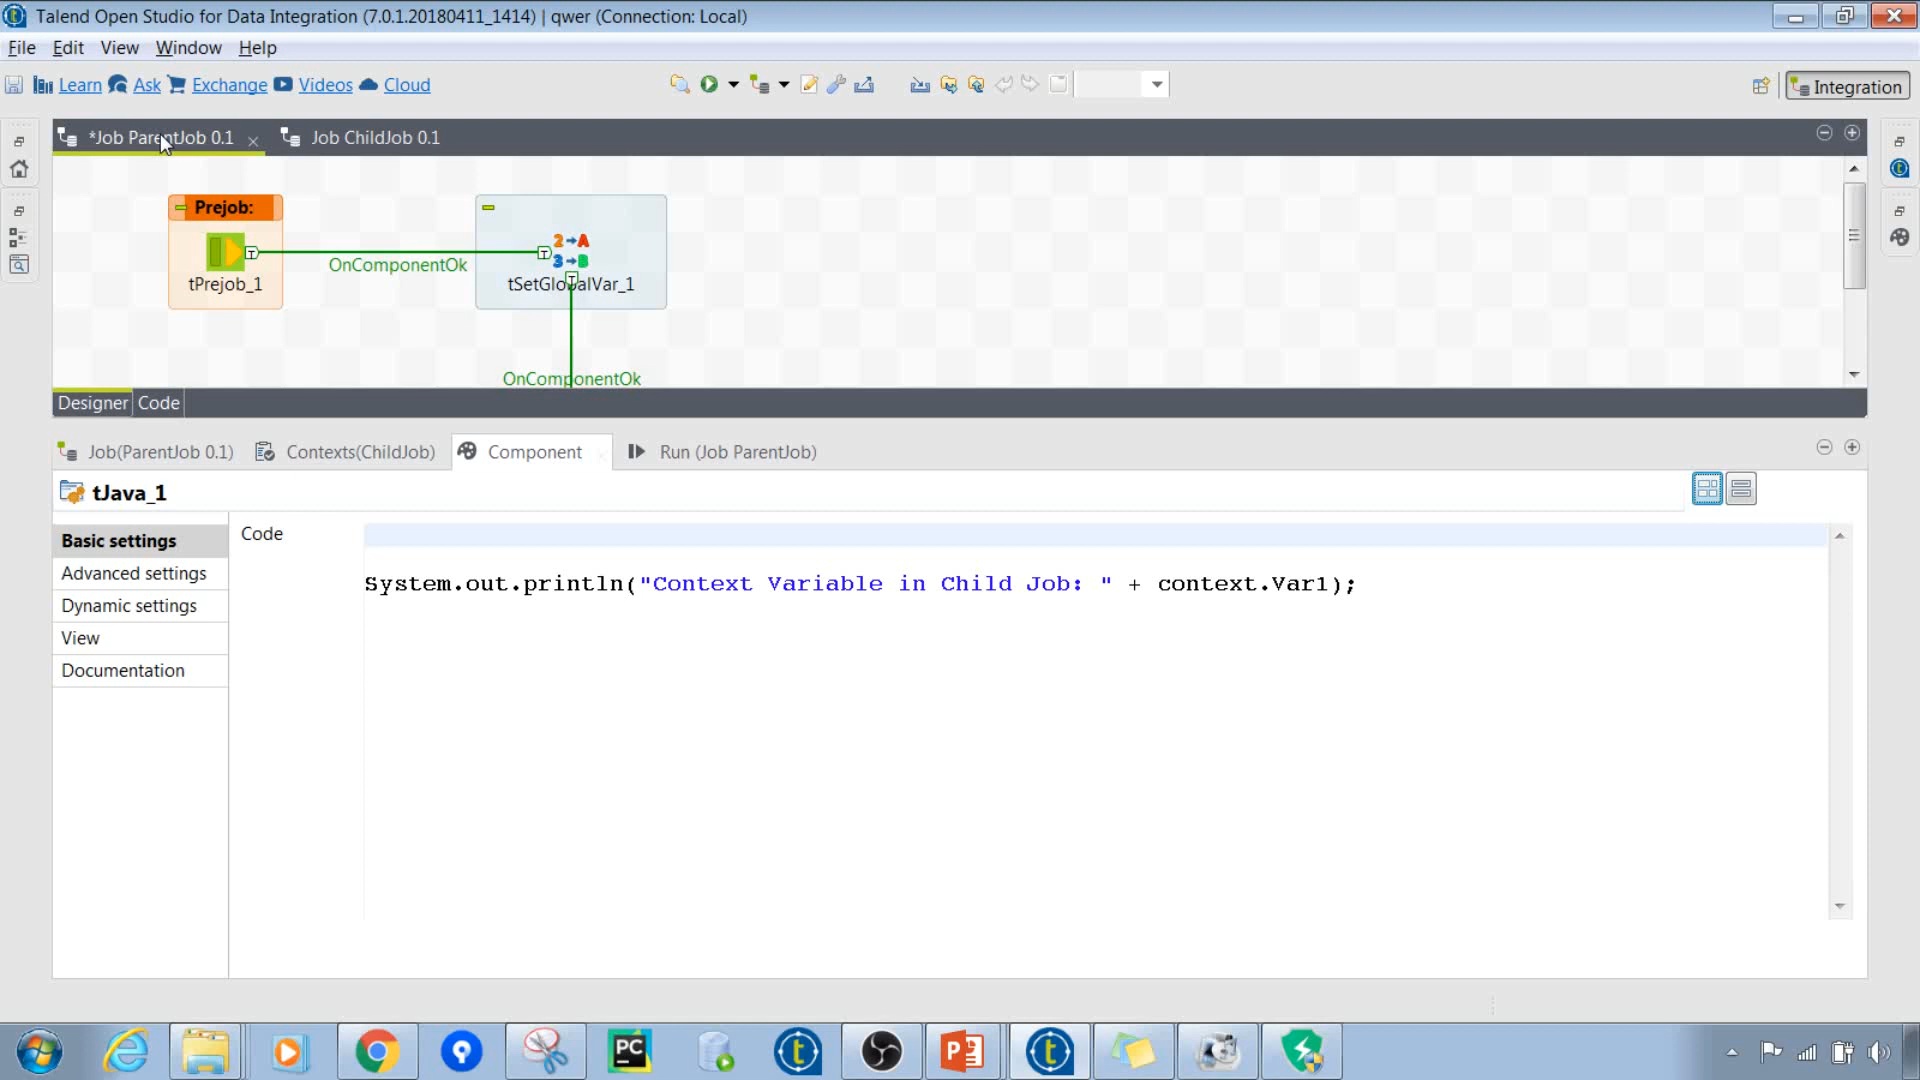 Talend Open Studio for Data Integration (7.0.1.20180411_1414) | qwer (Connection: Local)
File Edit View Window Help
Learn Ask Exchange Videos Cloud
Integration
*Job ParentJob 0.1 Job ChildJob 0.1
Prejob:
2 A
T T 3 B
OnComponentOk
T
tPrejob_1 tSetGlobalVar_1
OnComponentOk
Designer Code
Job(ParentJob 0.1) Contexts(ChildJob) Component Run (Job ParentJob)
tJava_1
Basic settings
Advanced settings
Dynamic settings
View
Documentation
Code
System.out.println("Context Variable in Child Job: " + context.Var1);
PC
P